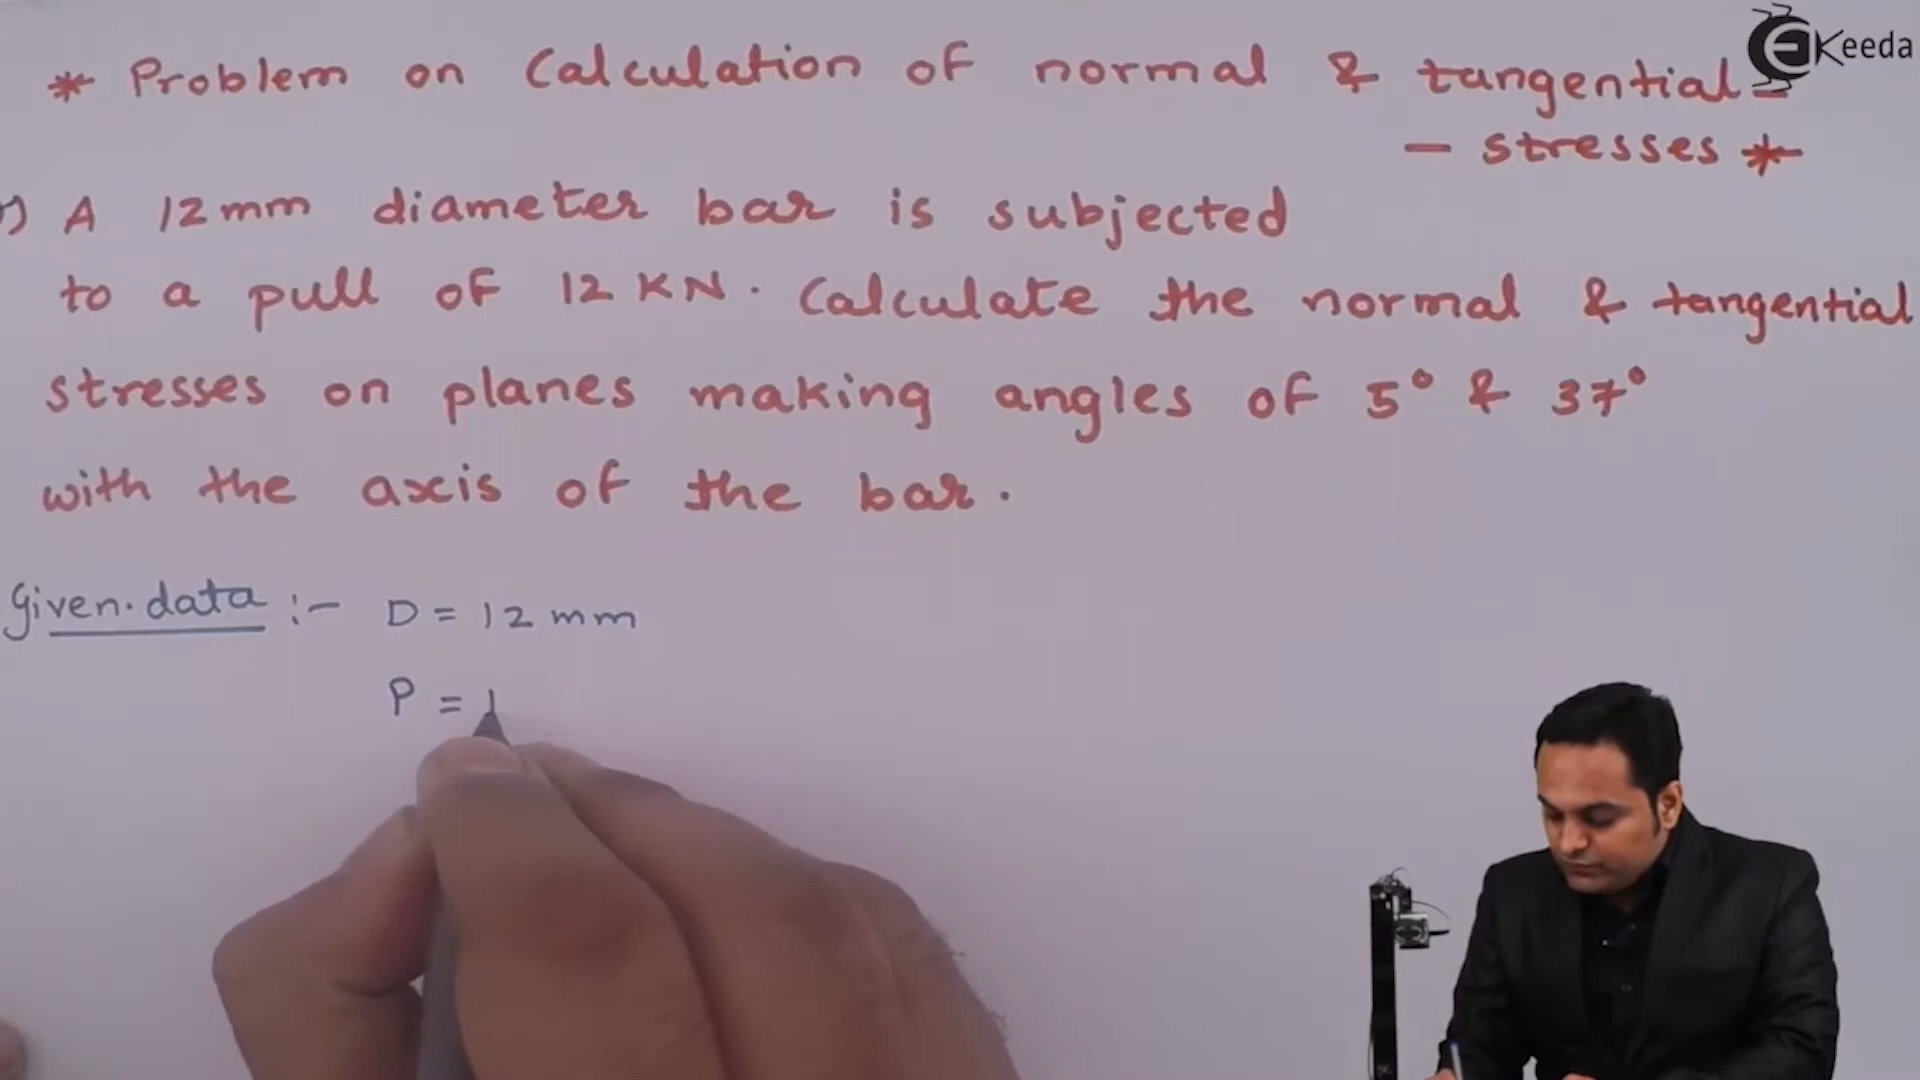 * Problem on Calculation of normal & tangential -
- stresses *
Keeda
A 12mm diameter bar is subjected
to a pull of 12 KN. Calculate the normal & tangential
stresses on planes making angles of 5° & 37°
with the axis of the bar.
Given data :- D = 12 mm
P = 1